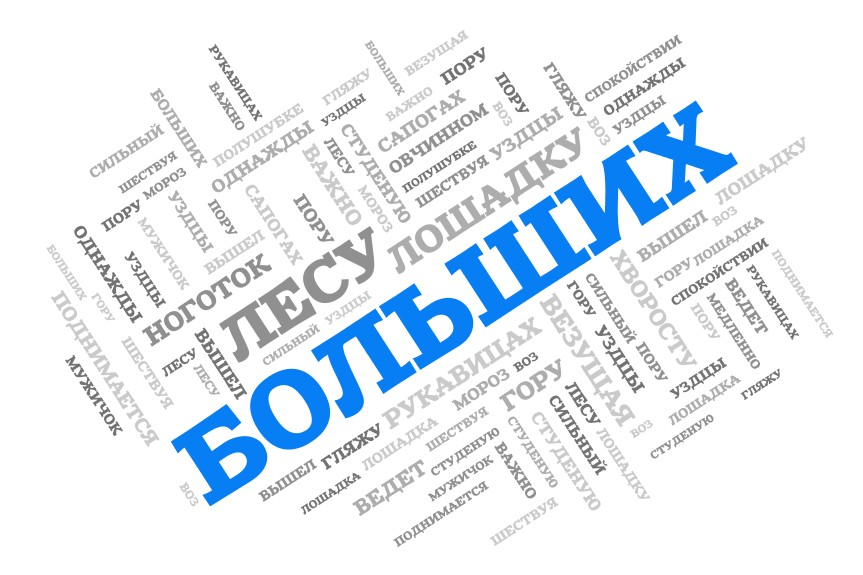 РУКАВИЦАХ
ВАЖНО
БОЛЬШИХ
СИЛЬНЫЙ
ШЕСТВУЯ
МОРОЗ
ПОРУ
ПОЛУШУБКЕ
ОДНАЖДЫ
ГЛЯЖУ
УЗДЦЫ
БОЛЬШИХ
ВЕЗУЩАЯ
ПОРУ
ВАЖНО
САПОГАХ
ОВЧИННОМ
ПОЛУШУБКЕ
ШЕСТВУЯ
УЗДЦЫ
ПОРУ
ВОЗ
ГЛЯЖУ
ВОЗ
СПОКОЙСТВИИ
ОДНАЖДЫ
УЗДЦЫ
СТУДЕНУЮ
ЛЕСУ
МОРОЗ
ВАЖНО
ПОРУ
САПОГАХ
ПОРУ
УЗДЦЫ
МУЖИЧОК
ВЫШЕЛ
ОДНАЖДЫ
УЗДЦЫ
БОЛЬШИХ
ГОРУ
ПОДНИМАЕТСЯ
МУЖИЧОК
ШЕСТВУЯ
НОГОТОК
ЛЕСУ
ЛЕСУ
ВЫШЕЛ
ЛЕСУ
ЛОШАДКУ
СИЛЬНЫЙ
УЗДЦЫ
БОЛЬШИХ
ВОЗ
ВЫШЕЛ
ГЛЯЖУ
РУКАВИЦАХ
ЛОШАДКА
ЛОШАДКА
ВЕДЕТ
ШЕСТВУЯ
МОРОЗ
ВОЗ
СТУДЕНУЮ
МУЖИЧОК
ПОДНИМАЕТСЯ
ГОРУ
ВАЖНО
СТУДЕНУЮ
СТУДЕНУЮ
ШЕСТВУЯ
СИЛЬНЫЙ
ЛЕСУ
ЛОШАДКУ
ВЕЗУЩАЯ
ГОРУ
УЗДЦЫ
СИЛЬНЫЙ
ПОРУ
ХВОРОСТУ
ВЫШЕЛ
ВОЗ
ЛОШАДКУ
ГОРУ
ЛОШАДКА
СПОКОЙСТВИИ
ПОРУ
МЕДЛЕННО
ВЕДЕТ
РУКАВИЦАХ
ПОДНИМАЕТСЯ
УЗДЦЫ
ЛОШАДКА
ГЛЯЖУ
ВОЗ
СТУДЕНУЮ